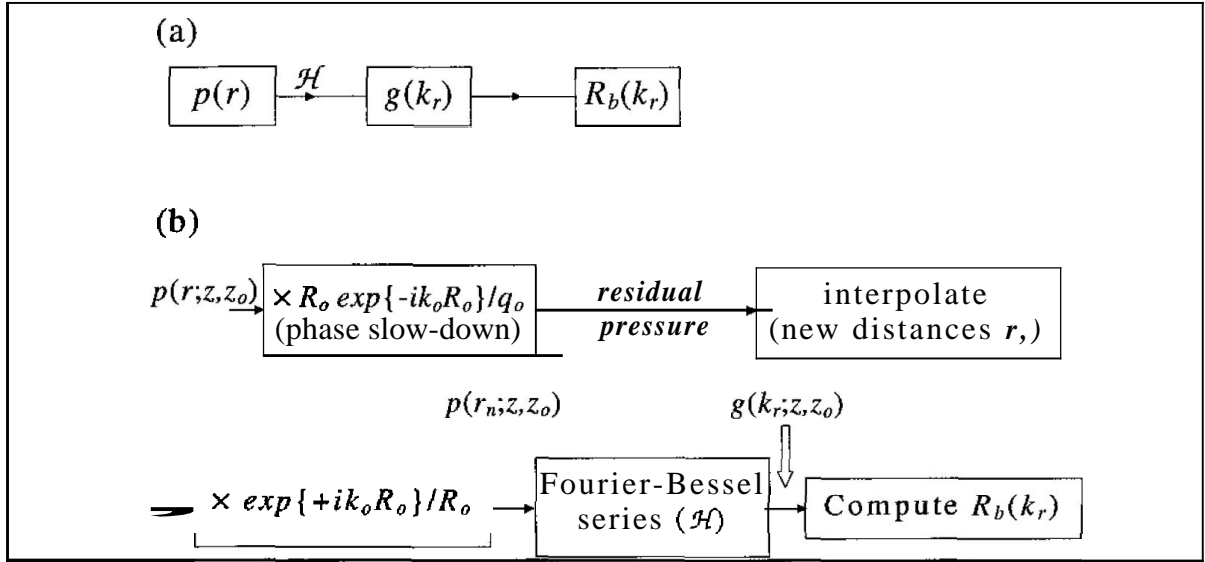 (a)
p(r) ℋ g(k_r) R_b(k_r)
(b)
p(r;z,z_o) × R_o exp{-ik_oR_o}/q_o residual interpolate
(phase slow-down) pressure (new distances r,)
p(r_n;z,z_o) g(k_r;z,z_o)
× exp{+ik_oR_o}/R_o Fourier-Bessel Compute R_b(k_r)
series (ℋ)